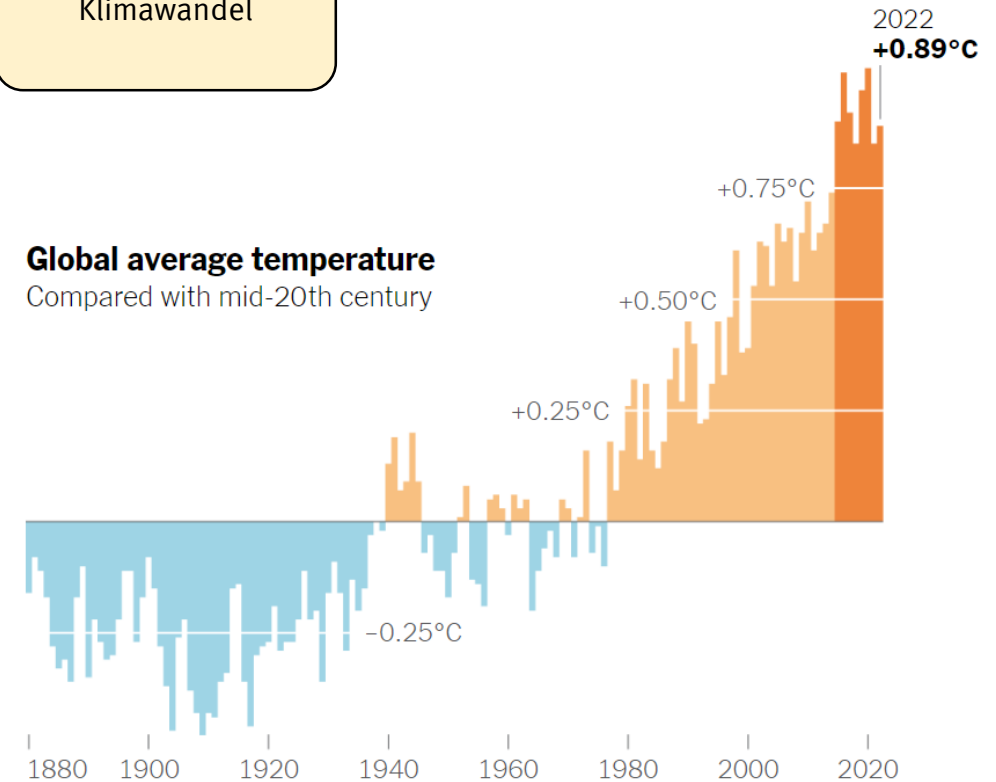 Klimawandel
2022
+0.89°C
+0.75°C
Global average temperature
Compared with mid-20th century
+0.50°C
+0.25°C
−0.25°C
1880 1900 1920 1940 1960 1980 2000 2020